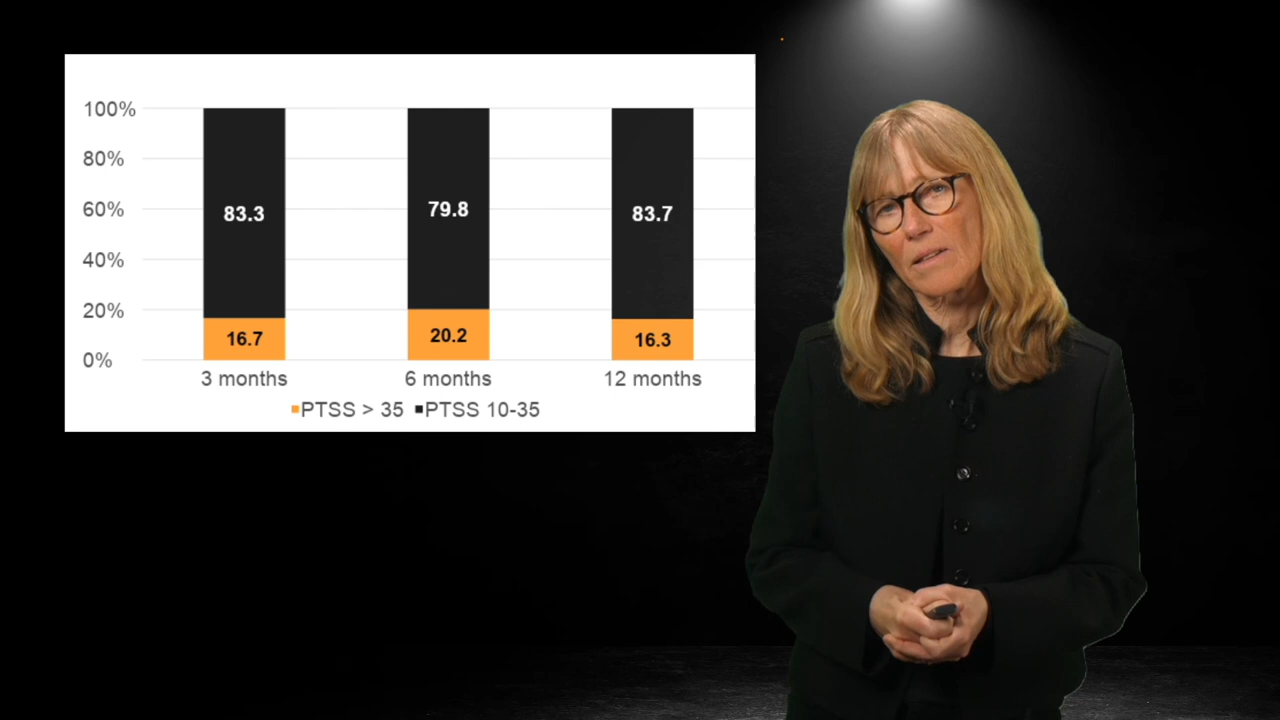 100%
80%
60%
40%
20%
0%
83.3
79.8
83.7
16.7
20.2
16.3
3 months
6 months
12 months
PTSS > 35
PTSS 10-35